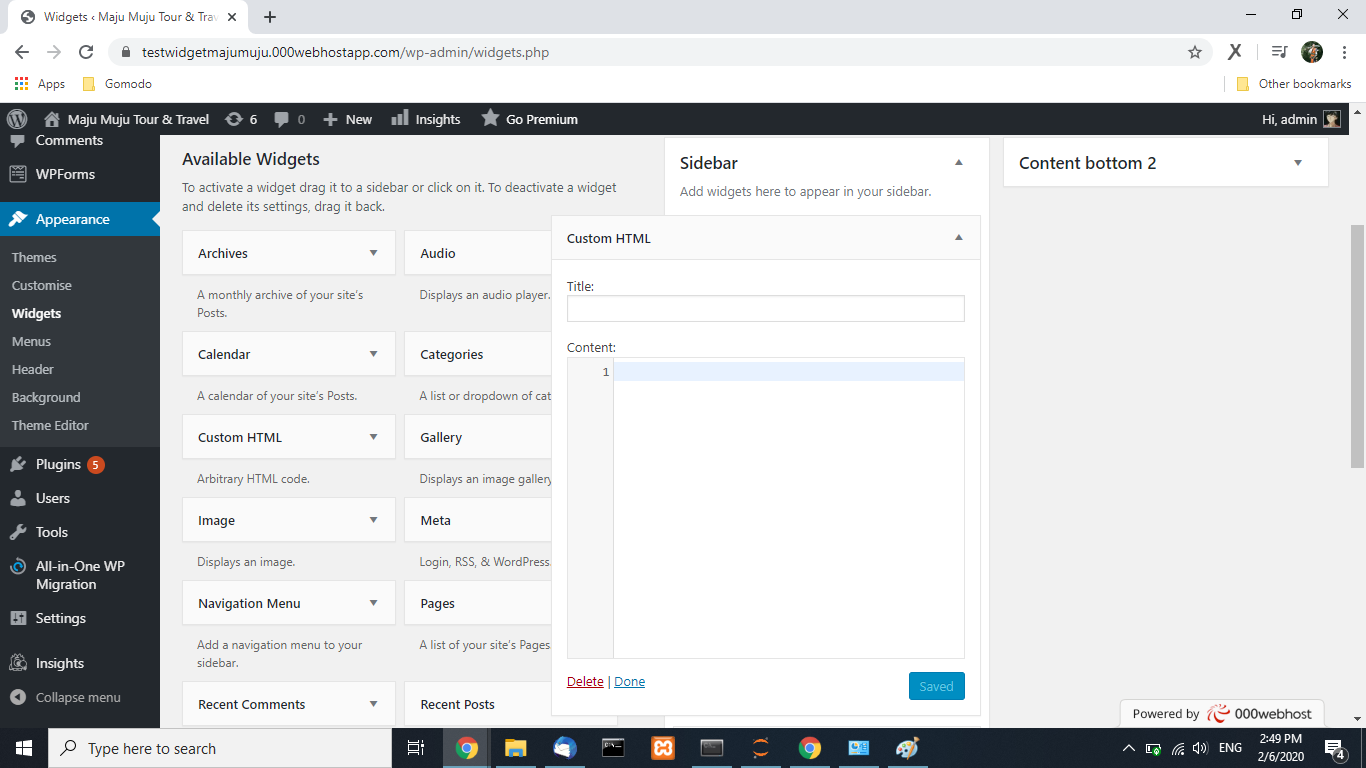 Widgets ‹ Maju Muju Tour & Trav
testwidgetmajumuju.000webhostapp.com/wp-admin/widgets.php
Apps
Gomodo
Other bookmarks
Maju Muju Tour & Travel
6
0
New
Insights
Go Premium
Hi, admin
Comments
WPForms
Appearance
Themes
Customise
Widgets
Menus
Header
Background
Theme Editor
Plugins 5
Users
Tools
All-in-One WP
Migration
Settings
Insights
Collapse menu
Available Widgets
To activate a widget drag it to a sidebar or click on it. To deactivate a widget
and delete its settings, drag it back.
Archives
A monthly archive of your site’s
Posts.
Audio
Displays an audio player.
Calendar
A calendar of your site’s Posts.
Categories
A list or dropdown of cat
Custom HTML
Arbitrary HTML code.
Gallery
Displays an image gallery
Image
Displays an image.
Meta
Login, RSS, & WordPress.
Navigation Menu
Add a navigation menu to your
sidebar.
Pages
A list of your site’s Pages
Recent Comments
Recent Posts
Sidebar
Add widgets here to appear in your sidebar.
Custom HTML
Title:
Content:
1
Delete | Done
Saved
Content bottom 2
Powered by 000webhost
Type here to search
ENG
2:49 PM
2/6/2020
4